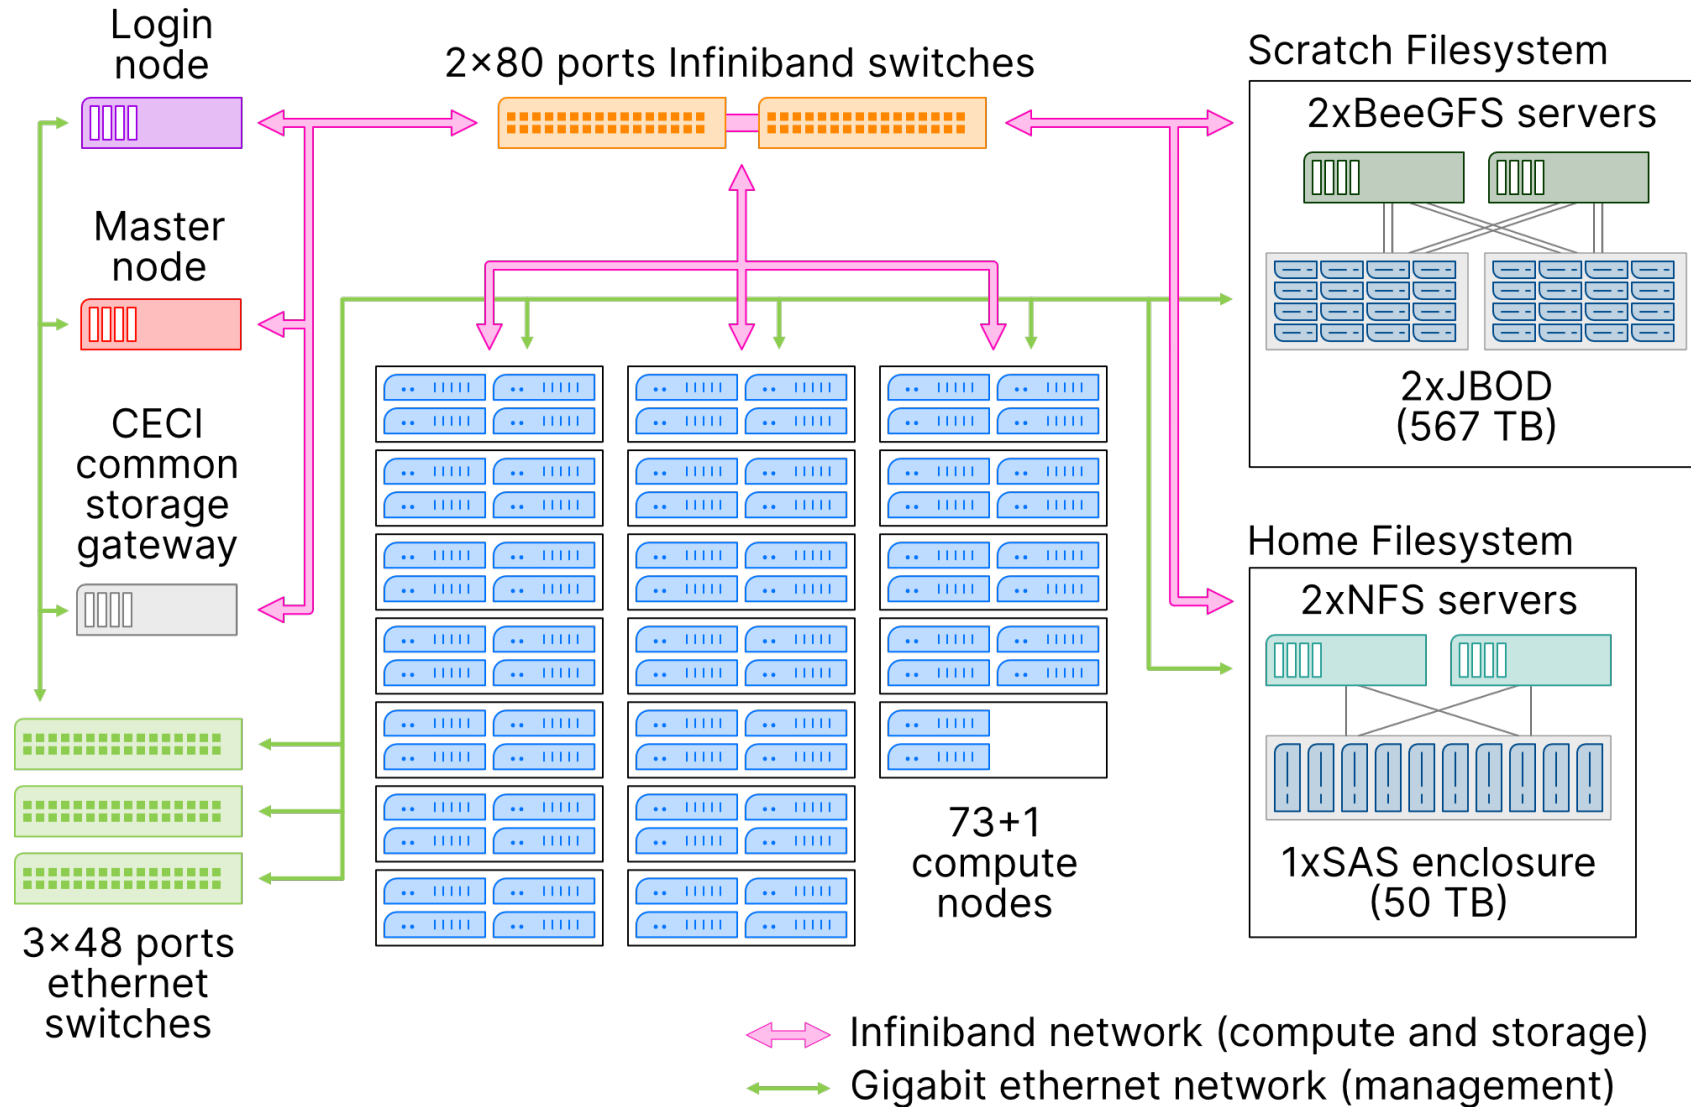 Login
node
2×80 ports Infiniband switches
Scratch Filesystem
2xBeeGFS servers
Master
node
2xJBOD
(567 TB)
CECI
common
storage
gateway
Home Filesystem
2xNFS servers
73+1
compute
nodes
1xSAS enclosure
(50 TB)
3×48 ports
ethernet
switches
Infiniband network (compute and storage)
Gigabit ethernet network (management)